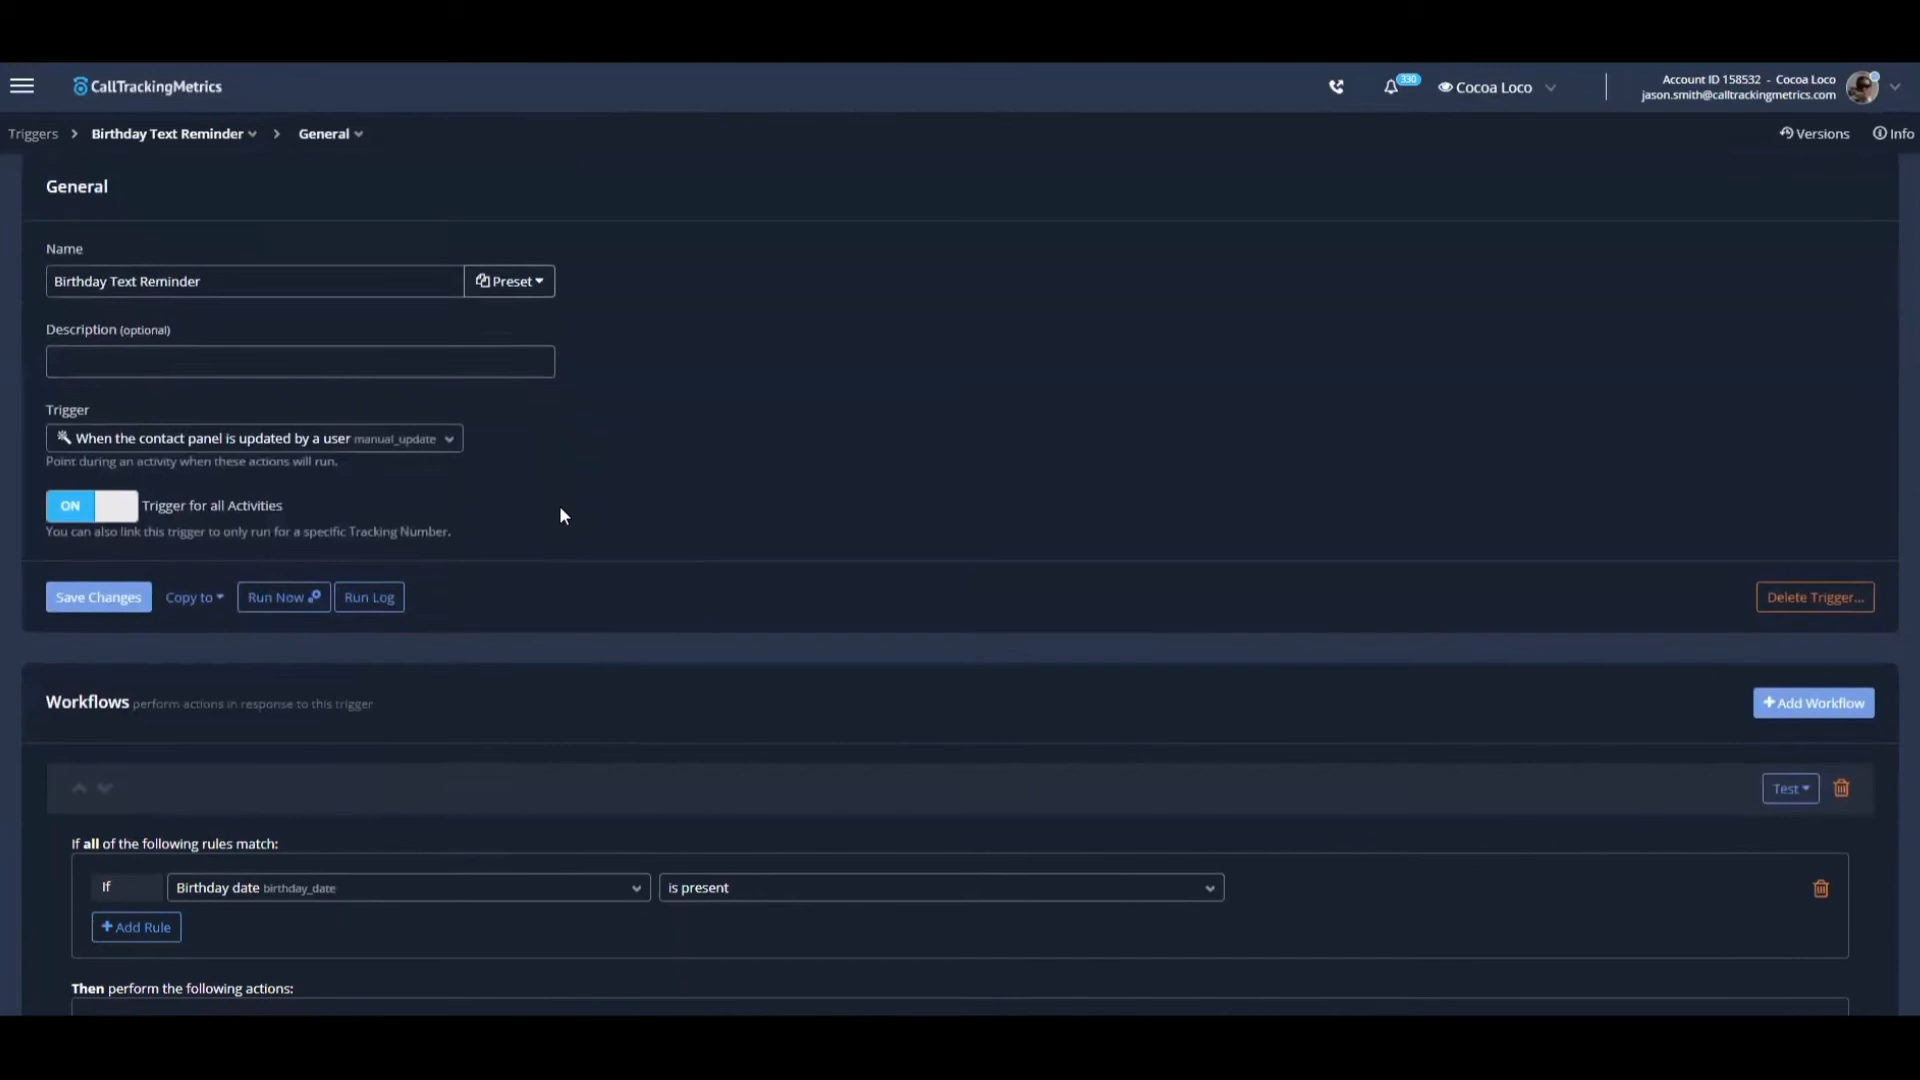 CallTrackingMetrics
330
Cocoa Loco
Account ID 158532 - Cocoa Loco
jason.smith@calltrackingmetrics.com
Triggers > Birthday Text Reminder > General
Versions
Info
General
Name
Birthday Text Reminder
Preset
Description (optional)
Trigger
When the contact panel is updated by a user manual_update
Point during an activity when these actions will run.
ON Trigger for all Activities
You can also link this trigger to only run for a specific Tracking Number.
Save Changes Copy to Run Now Run Log Delete Trigger...
Workflows perform actions in response to this trigger
+ Add Workflow
Test
If all of the following rules match:
If Birthday date birthday_date is present
+ Add Rule
Then perform the following actions: